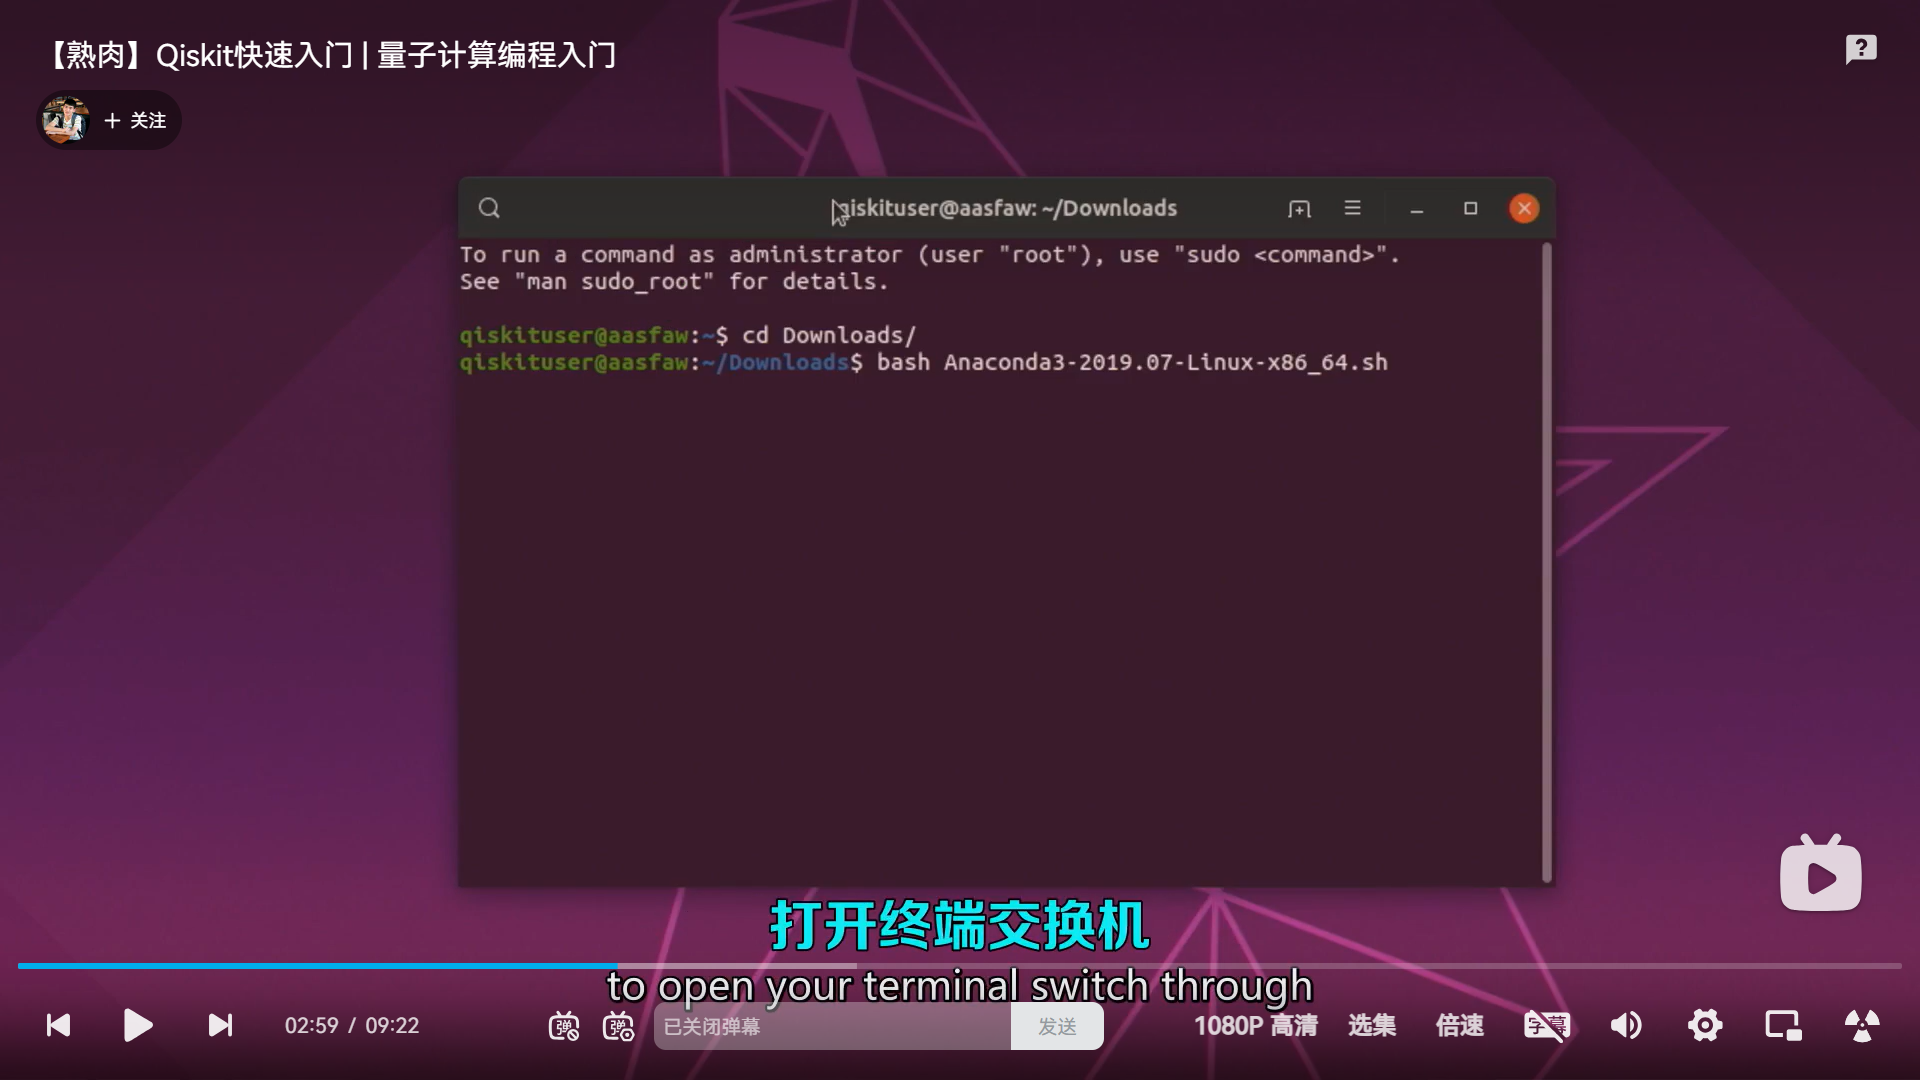 【熟肉】Qiskit快速入门 | 量子计算编程入门
?
+ 关注
qiskituser@aasfaw: ~/Downloads
To run a command as administrator (user "root"), use "sudo <command>".
See "man sudo_root" for details.
qiskituser@aasfaw:~$ cd Downloads/
qiskituser@aasfaw:~/Downloads$ bash Anaconda3-2019.07-Linux-x86_64.sh
打开终端交换机
to open your terminal switch through
02:59 / 09:22
弹
弹
已关闭弹幕
发送
1080P 高清
选集
倍速
字幕